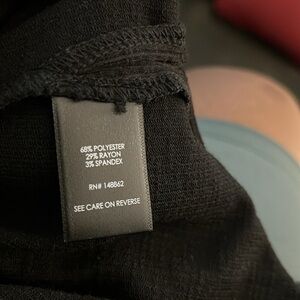 68% POLYESTER
29% RAYON
3% SPANDEX
RN# 148862
SEE CARE ON REVERSE